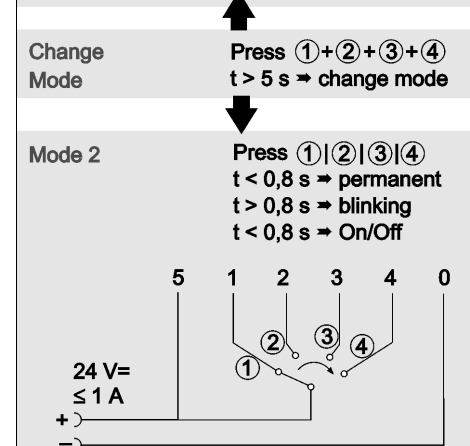 Change Mode
Press ①+②+③+④
t > 5 s ➡ change mode
Mode 2
Press ①|②|③|④
t < 0,8 s ➡ permanent
t > 0,8 s ➡ blinking
t < 0,8 s ➡ On/Off
5 1 2 3 4 0
② ③
① ④
24 V=
≤ 1 A
+
–